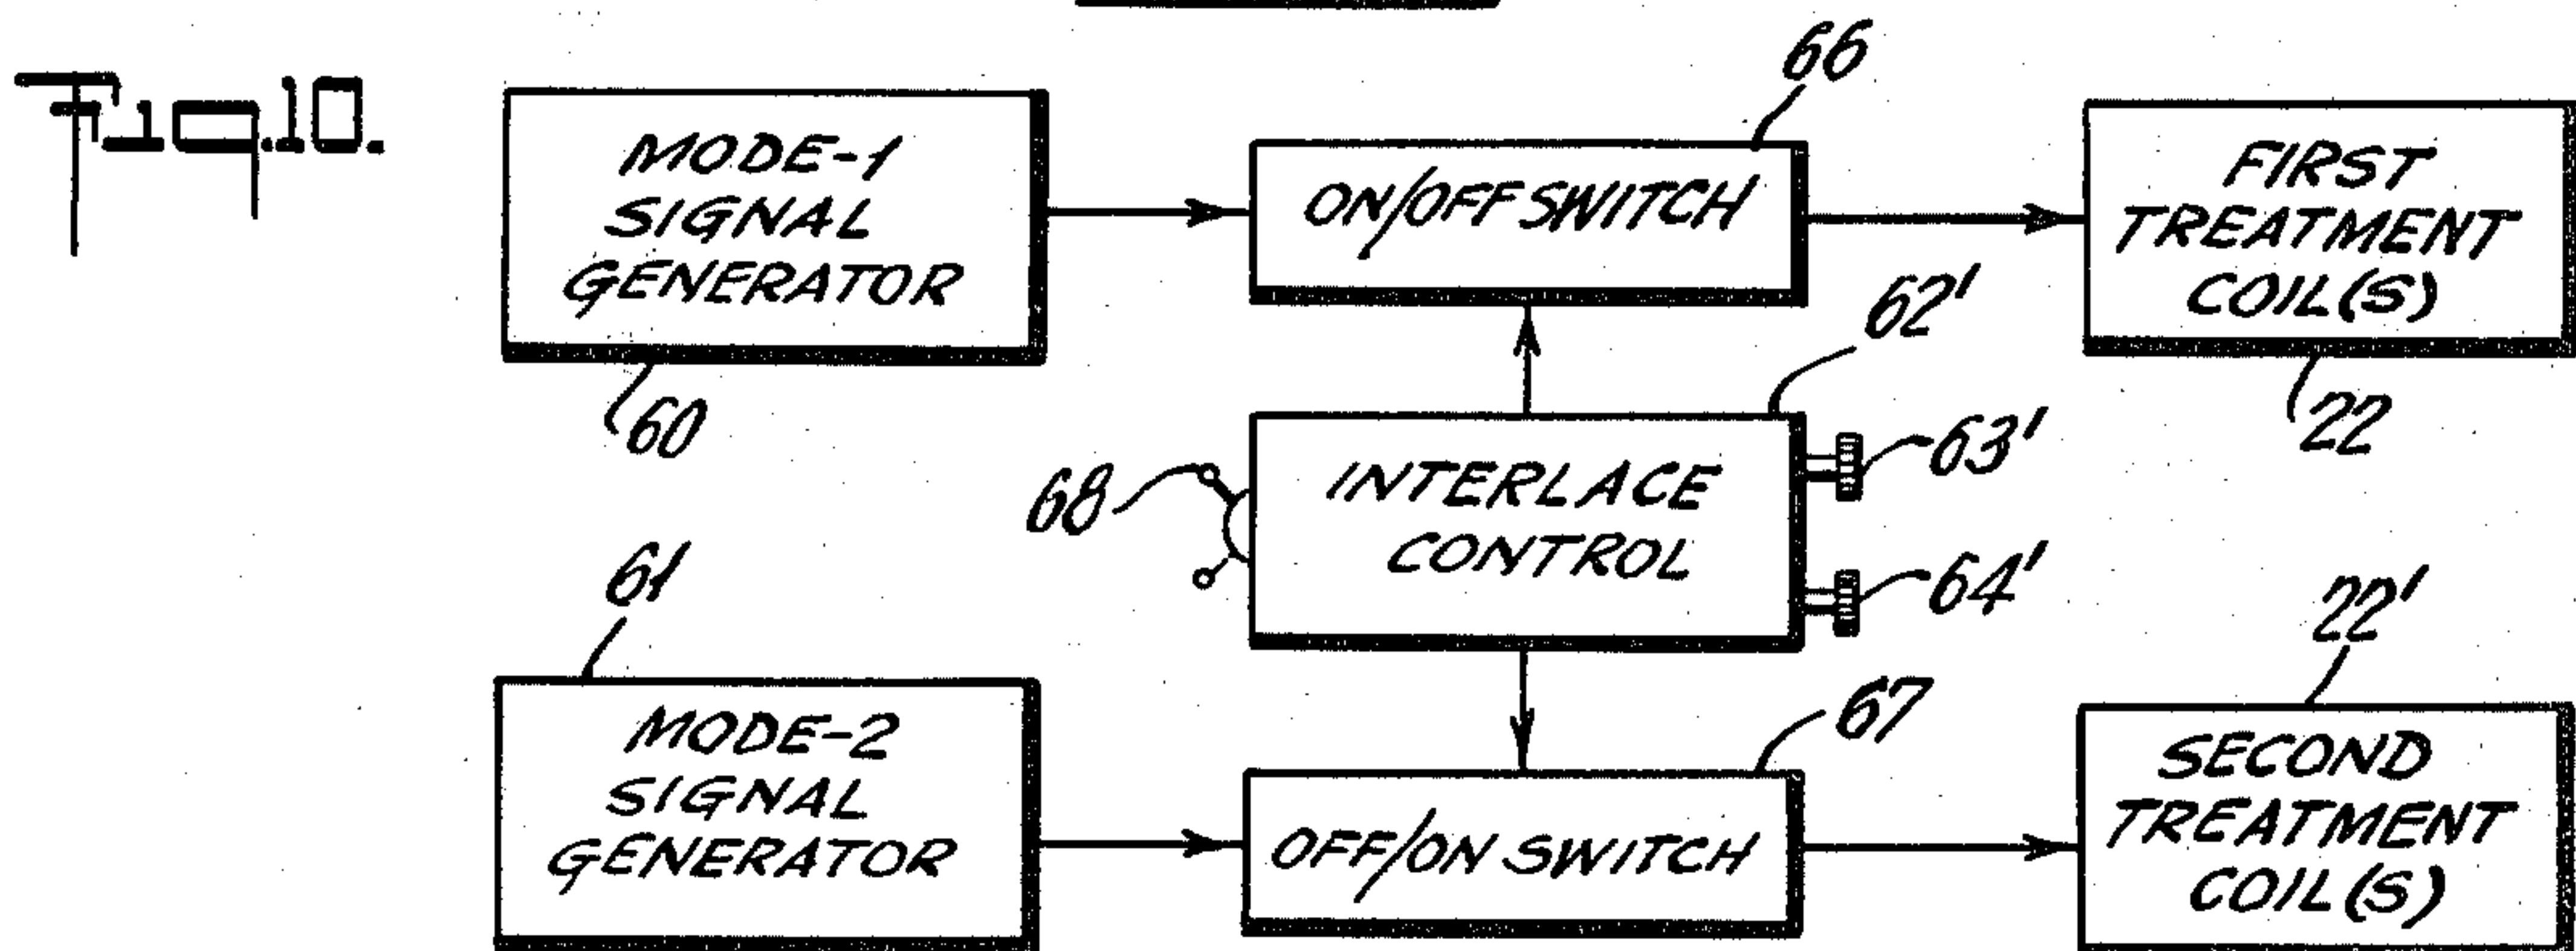 Fig.10.
66
MODE-1
SIGNAL
GENERATOR
ON/OFF SWITCH
FIRST
TREATMENT
COIL(S)
60
62'
22
68
INTERLACE
CONTROL
63'
64'
61
22'
MODE-2
SIGNAL
GENERATOR
67
OFF/ON SWITCH
SECOND
TREATMENT
COIL(S)